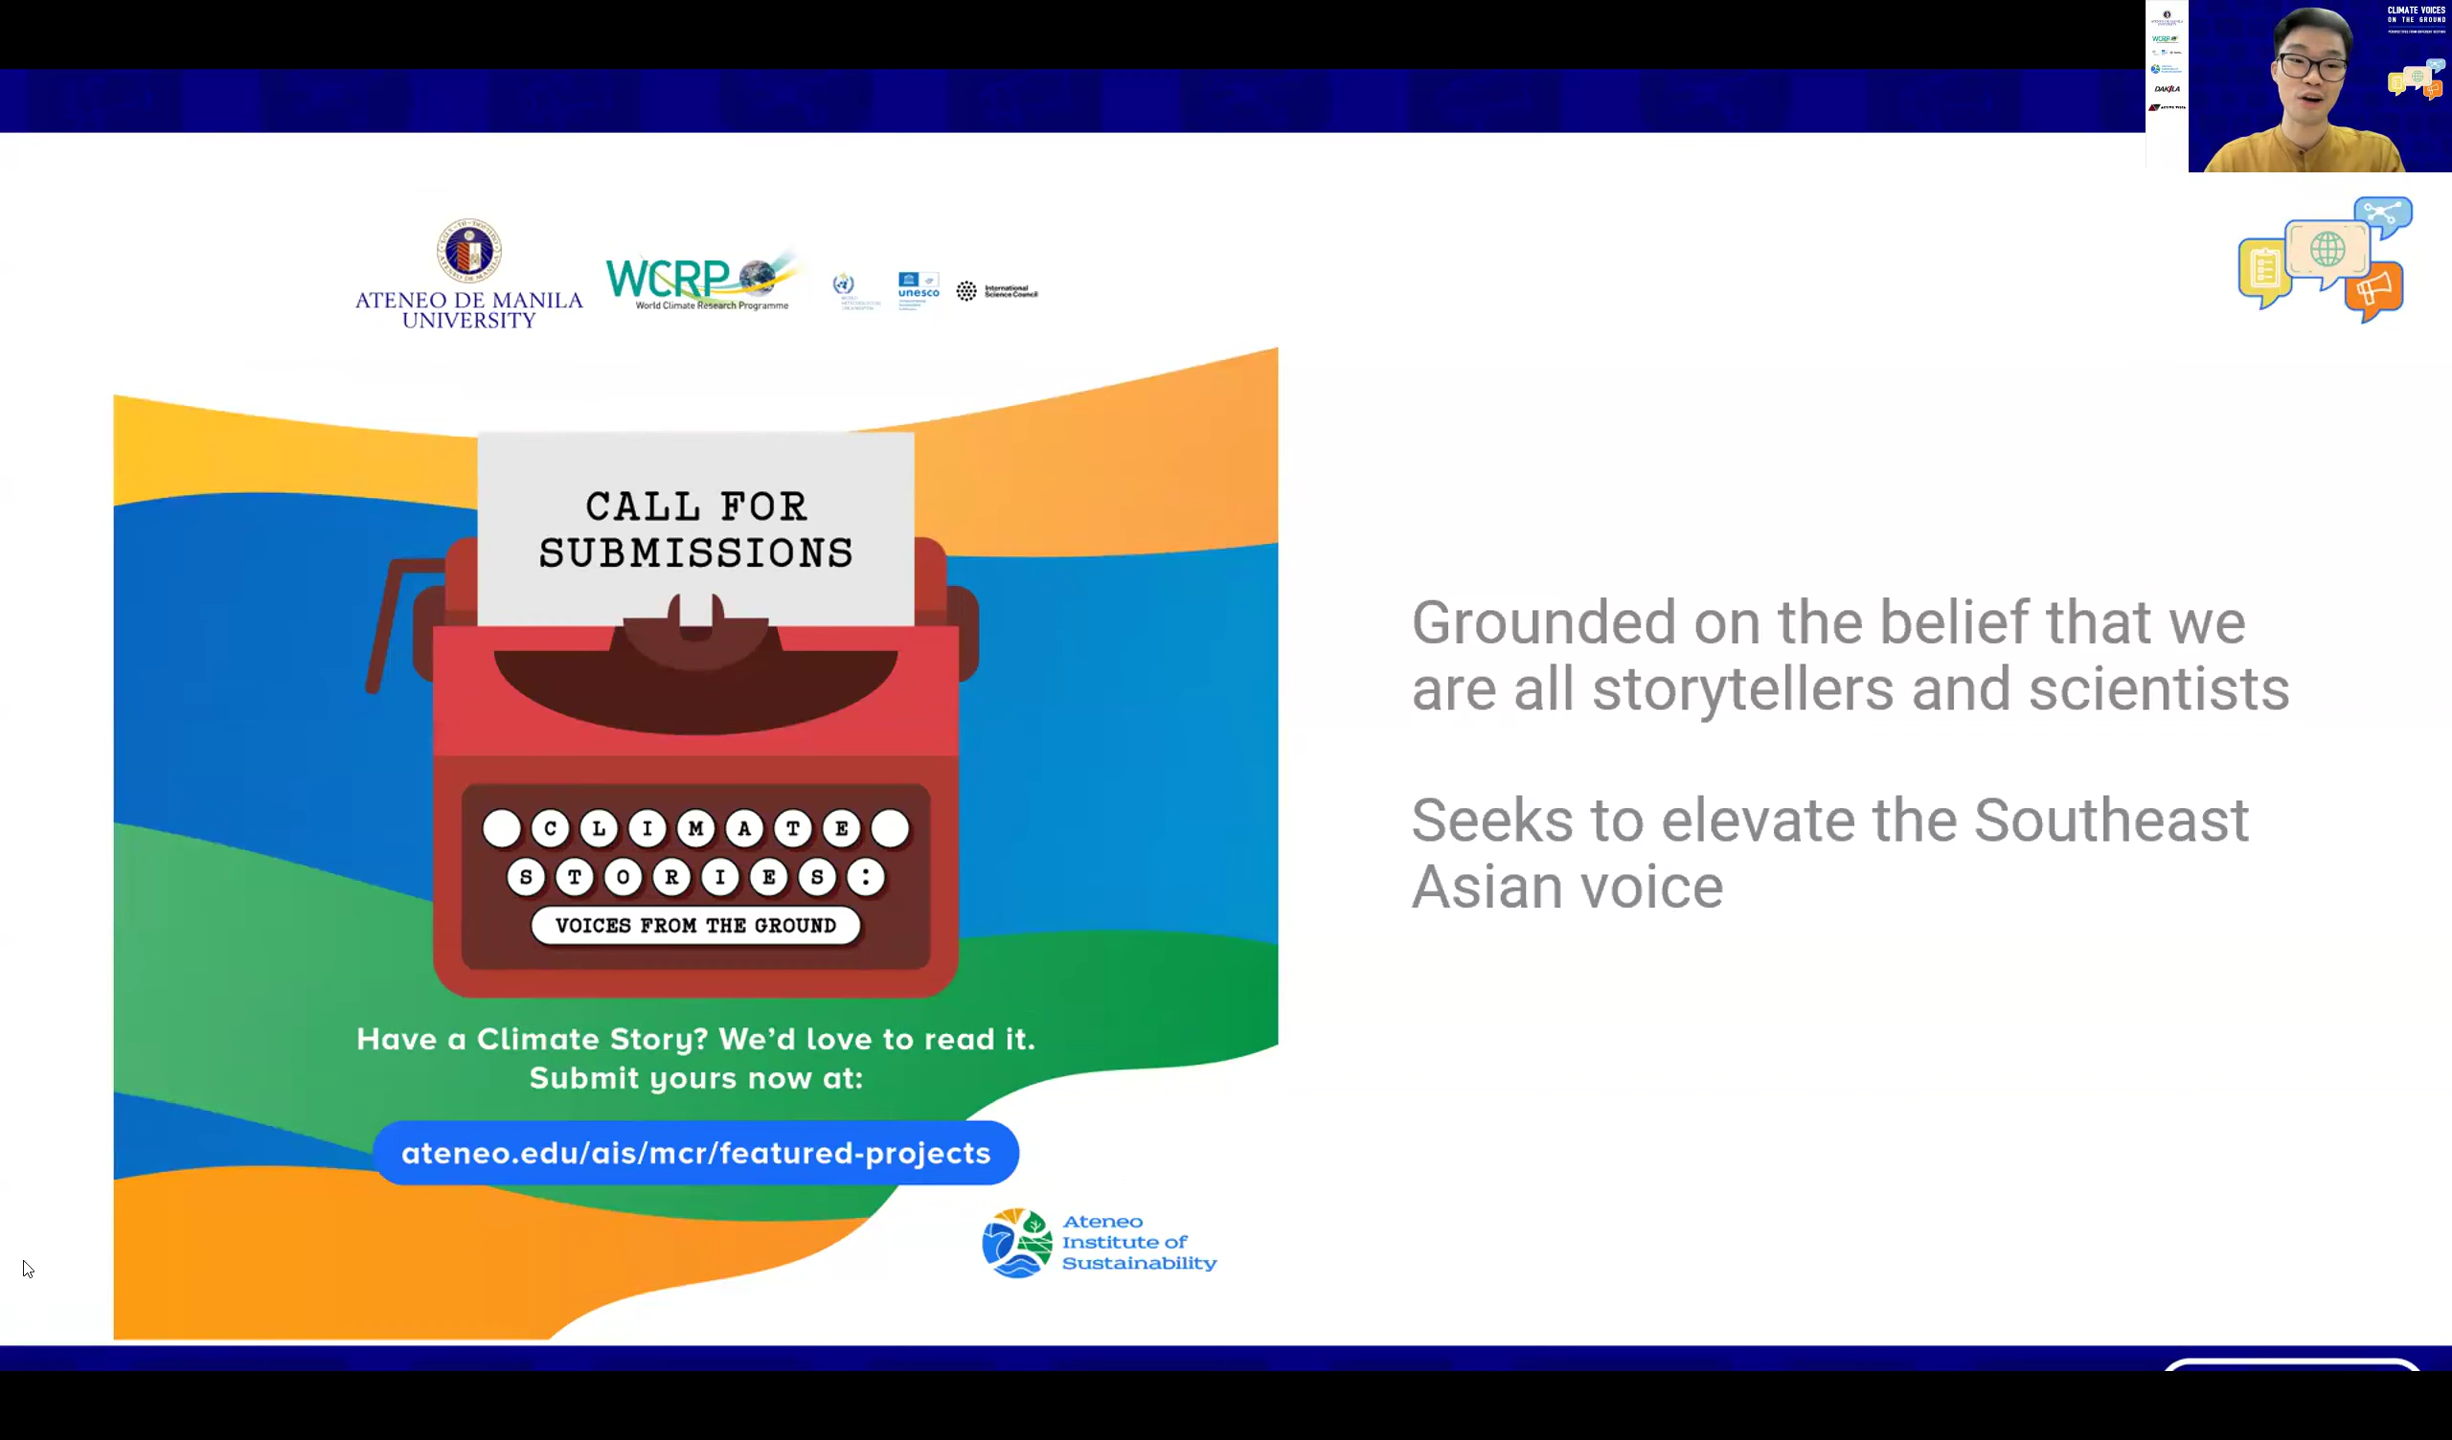 CLIMATE VOICES
ON THE GROUND
WCRP
DAKILA
ATENEO DE MANILA
UNIVERSITY
WCRP
World Climate Research Programme
unesco
International
Science Council
CALL FOR
SUBMISSIONS
CLIMATE
STORIES:
VOICES FROM THE GROUND
Have a Climate Story? We'd love to read it.
Submit yours now at:
ateneo.edu/ais/mcr/featured-projects
Ateneo
Institute of
Sustainability
Grounded on the belief that we
are all storytellers and scientists
Seeks to elevate the Southeast
Asian voice